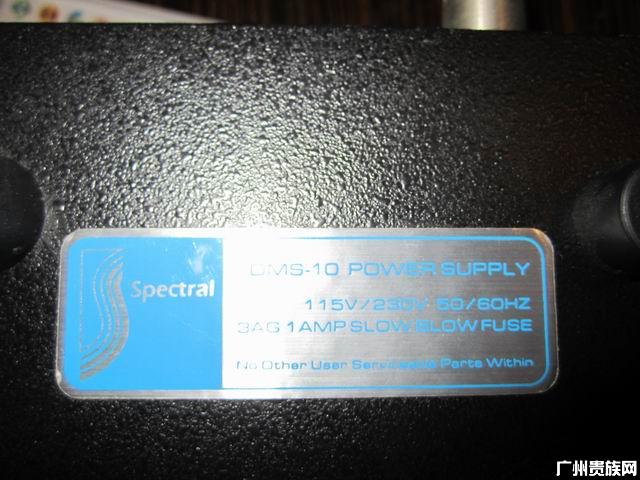 Spectral
DMS-10 POWER SUPPLY
115V/230V 50/60HZ
3AG 1AMP SLOW BLOW FUSE
No Other User Serviceable Parts Within
广州贵族网